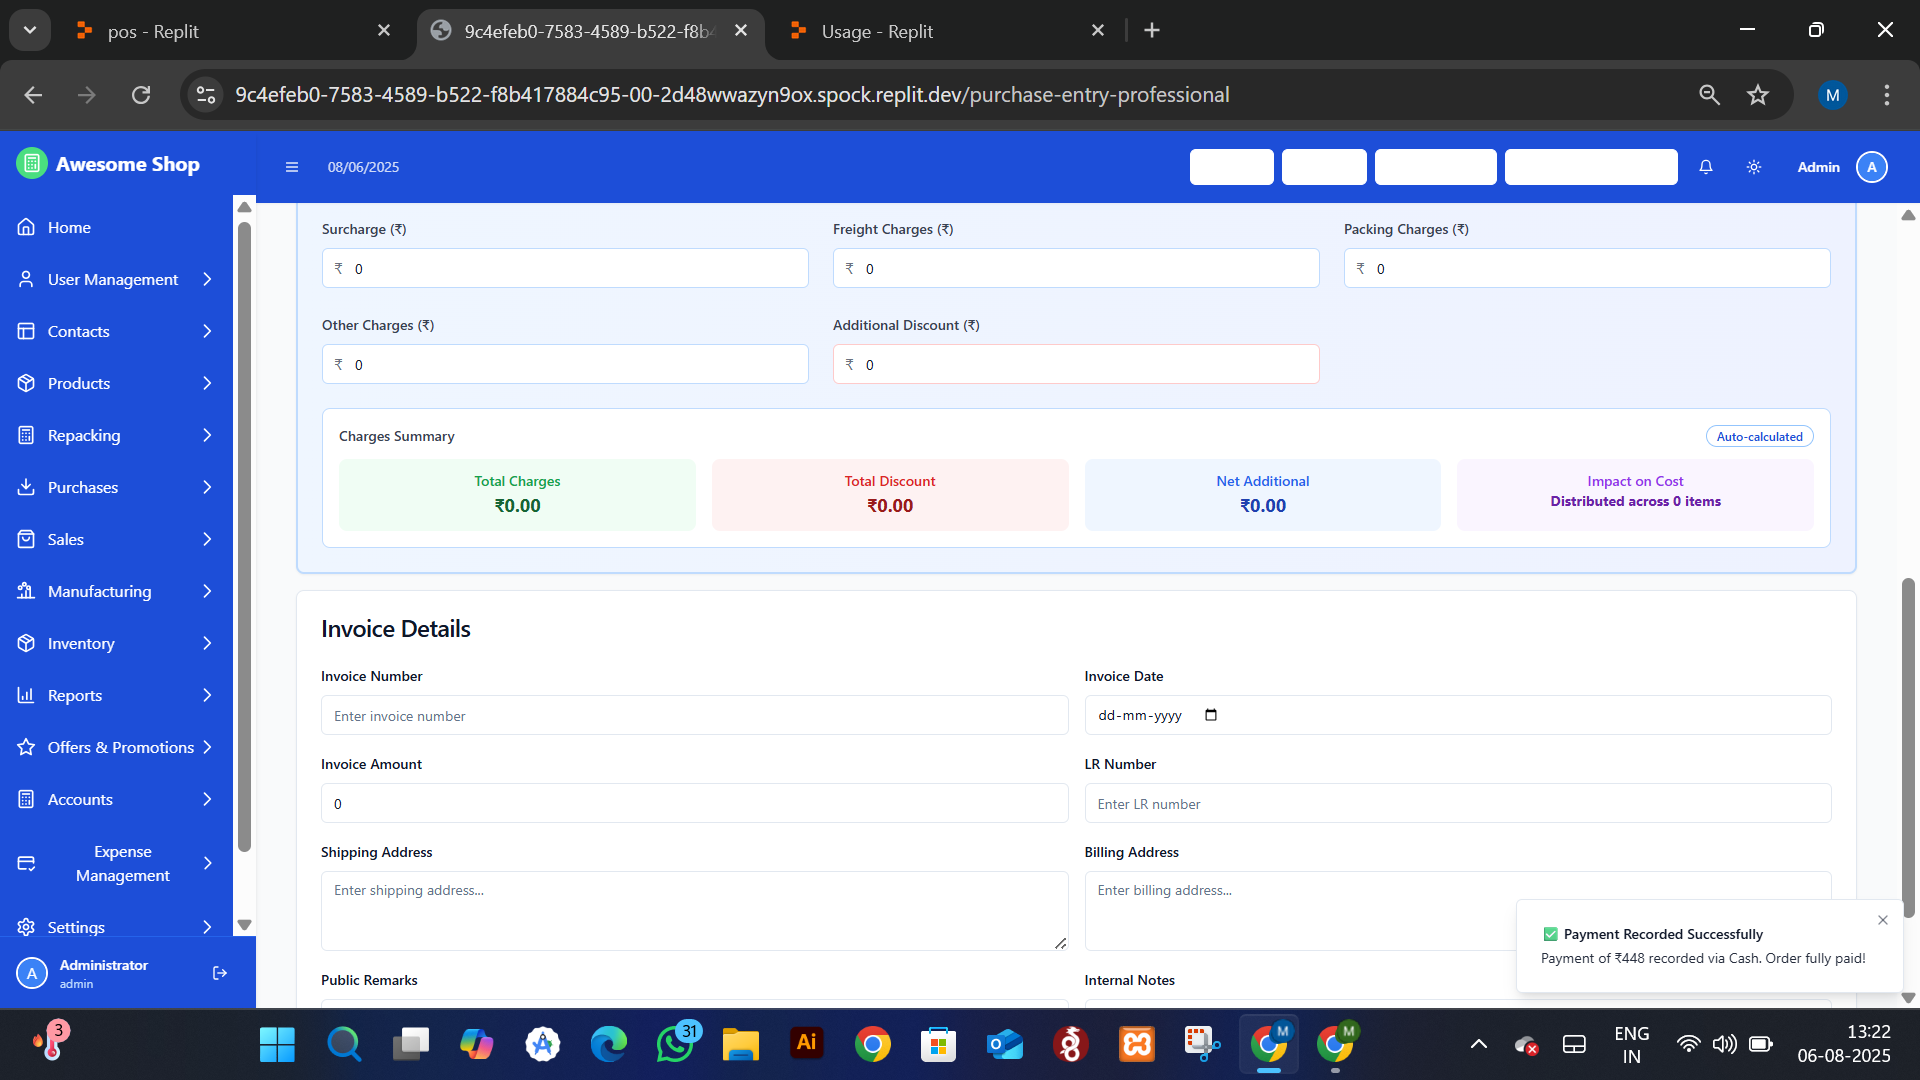 pos - Replit
9c4efeb0-7583-4589-b522-f8b4
Usage - Replit
9c4efeb0-7583-4589-b522-f8b417884c95-00-2d48wwazyn9ox.spock.replit.dev/purchase-entry-professional
M
Awesome Shop
08/06/2025
Admin
A
Home
User Management
Contacts
Products
Repacking
Purchases
Sales
Manufacturing
Inventory
Reports
Offers & Promotions
Accounts
Expense
Management
Settings
A
Administrator
admin
Surcharge (₹)
Freight Charges (₹)
Packing Charges (₹)
₹ 0
₹ 0
₹ 0
Other Charges (₹)
Additional Discount (₹)
₹ 0
₹ 0
Charges Summary
Auto-calculated
Total Charges
₹0.00
Total Discount
₹0.00
Net Additional
₹0.00
Impact on Cost
Distributed across 0 items
Invoice Details
Invoice Number
Invoice Date
Enter invoice number
dd-mm-yyyy
Invoice Amount
LR Number
0
Enter LR number
Shipping Address
Billing Address
Enter shipping address...
Enter billing address...
Public Remarks
Internal Notes
✅ Payment Recorded Successfully
Payment of ₹448 recorded via Cash. Order fully paid!
3
31
Ai
M
M
ENG
IN
13:22
06-08-2025